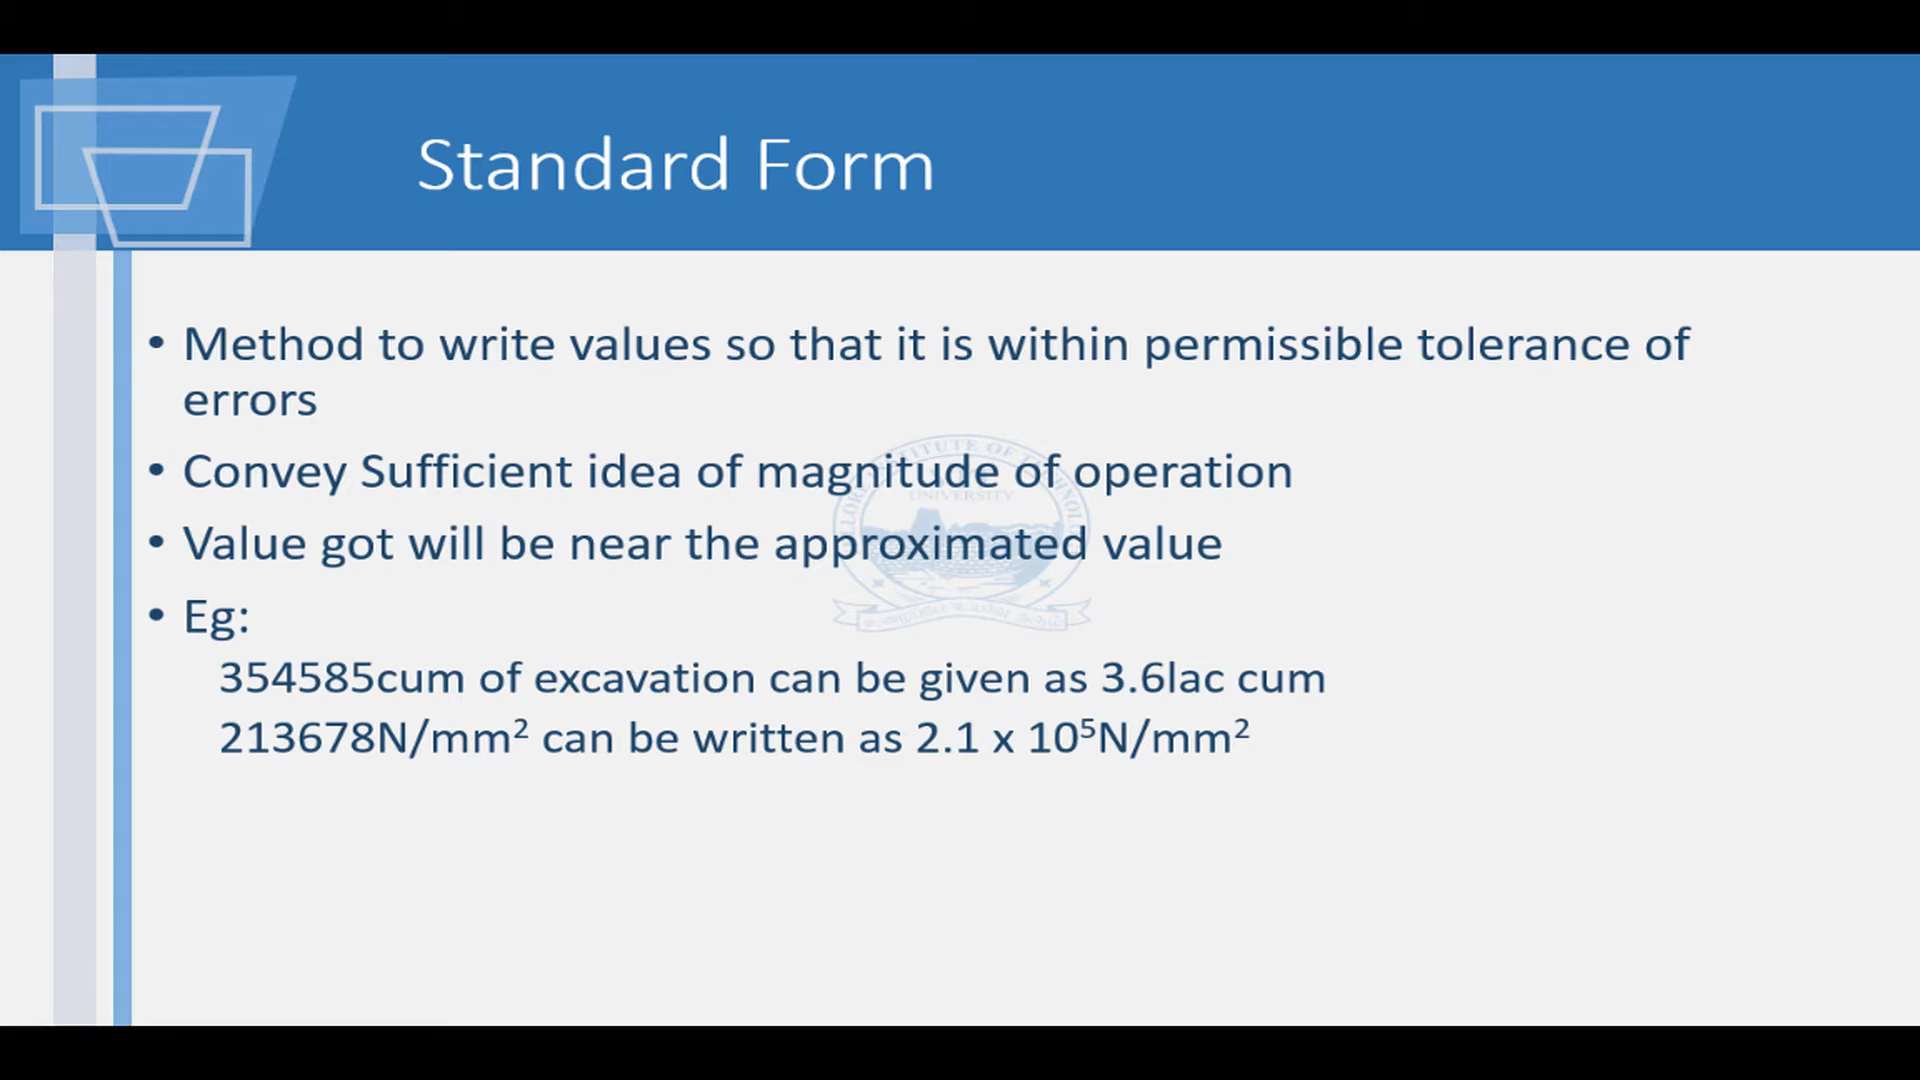 Standard Form
• Method to write values so that it is within permissible tolerance of
errors
• Convey Sufficient idea of magnitude of operation
• Value got will be near the approximated value
• Eg:
354585cum of excavation can be given as 3.6lac cum
213678N/mm² can be written as 2.1 x 10⁵N/mm²
UNIVERSITY